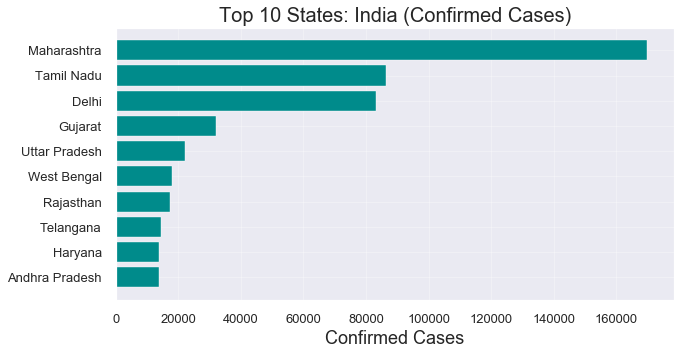 Top 10 States: India (Confirmed Cases)
Maharashtra
Tamil Nadu
Delhi
Gujarat
Uttar Pradesh
West Bengal
Rajasthan
Telangana
Haryana
Andhra Pradesh
0 20000 40000 60000 80000 100000 120000 140000 160000
Confirmed Cases